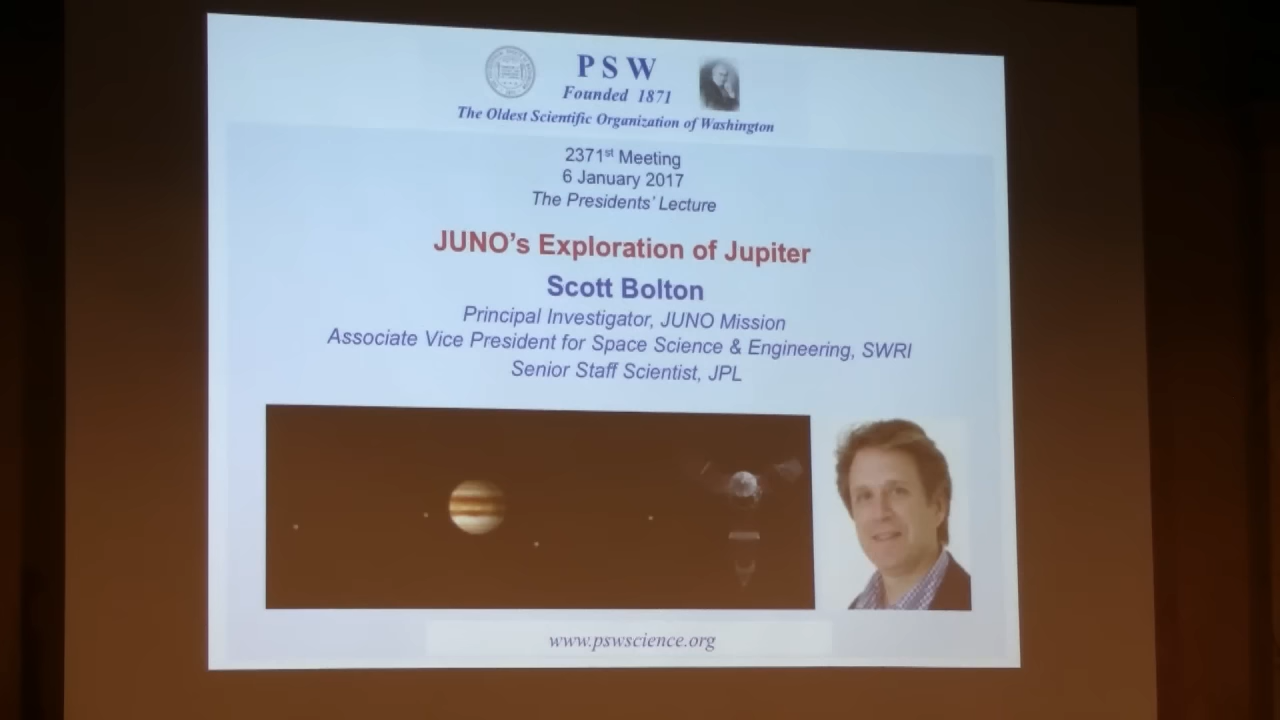 PSW
Founded 1871
The Oldest Scientific Organization of Washington
2371st Meeting
6 January 2017
The Presidents' Lecture
JUNO's Exploration of Jupiter
Scott Bolton
Principal Investigator, JUNO Mission
Associate Vice President for Space Science & Engineering, SWRI
Senior Staff Scientist, JPL
www.pswscience.org